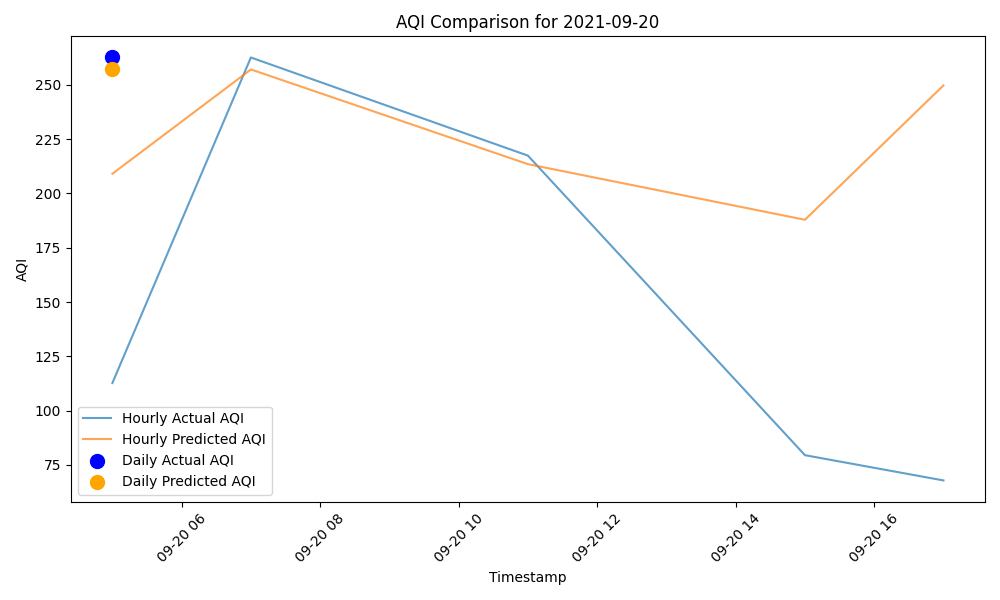 AQI Comparison for 2021-09-20
AQI
250
225
200
175
150
125
100
75
Hourly Actual AQI
Hourly Predicted AQI
Daily Actual AQI
Daily Predicted AQI
09-20 06
09-20 08
09-20 10
09-20 12
09-20 14
09-20 16
Timestamp